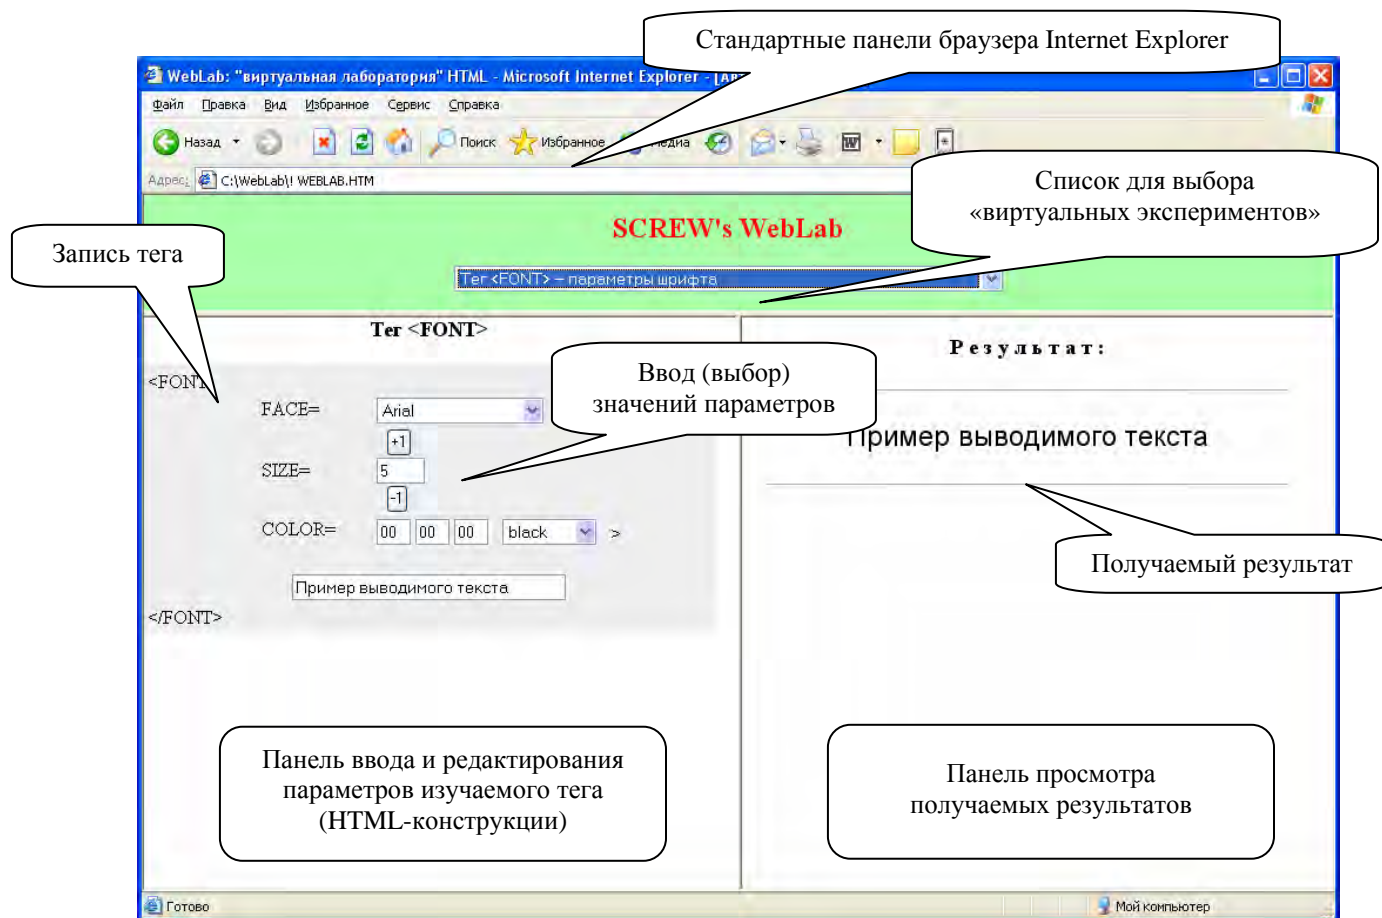 Стандартные панели браузера Internet Explorer
WebLab: "виртуальная лаборатория" HTML - Microsoft Internet Explorer - [Авт
Файл Правка Вид Избранное Сервис Справка
Назад Поиск Избранное Медиа
Адрес: C:\WebLab\! WEBLAB.HTM
Список для выбора
«виртуальных экспериментов»
SCREW's WebLab
Запись тега
Тег <FONT> – параметры шрифта
Тег <FONT>
Результат:
Ввод (выбор)
значений параметров
<FONT
FACE= Arial
+1
Пример выводимого текста
SIZE= 5
-1
COLOR= 00 00 00 black >
Получаемый результат
Пример выводимого текста
</FONT>
Панель ввода и редактирования
параметров изучаемого тега
(HTML-конструкции)
Панель просмотра
получаемых результатов
Готово Мой компьютер